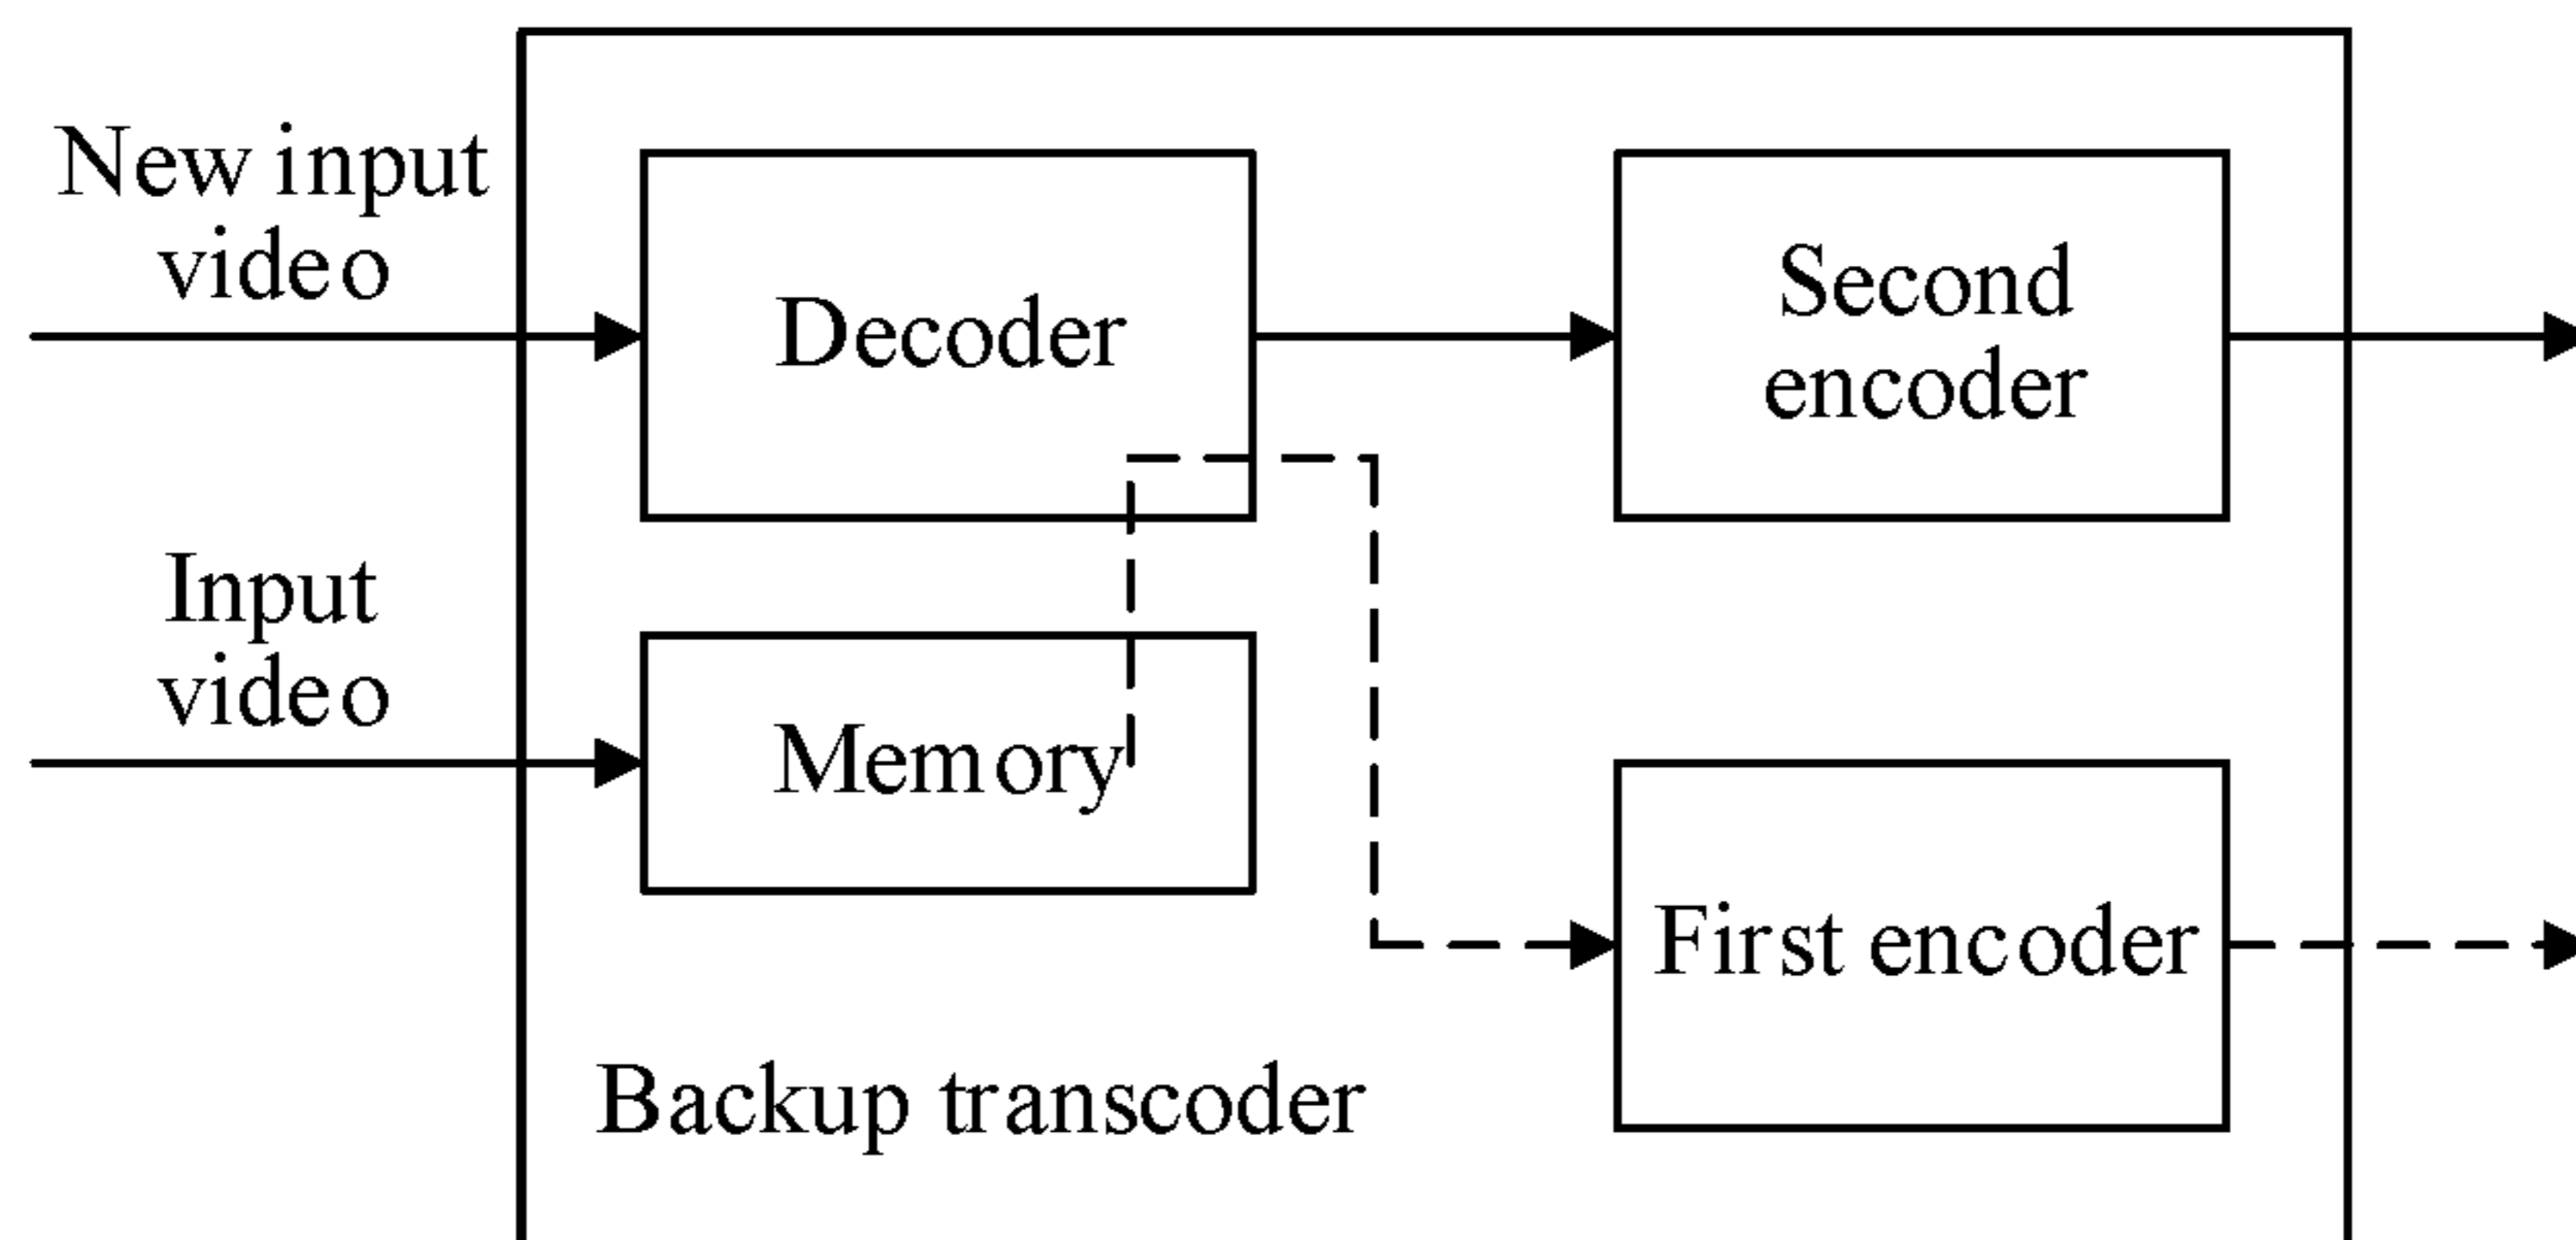 New input
video
Decoder
Second
encoder
Input
video
Memory
First encoder
Backup transcoder